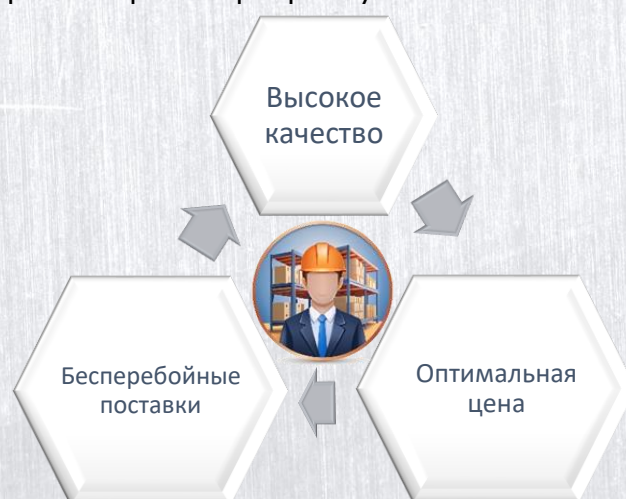 Высокое
качество
Бесперебойные
поставки
Оптимальная
цена